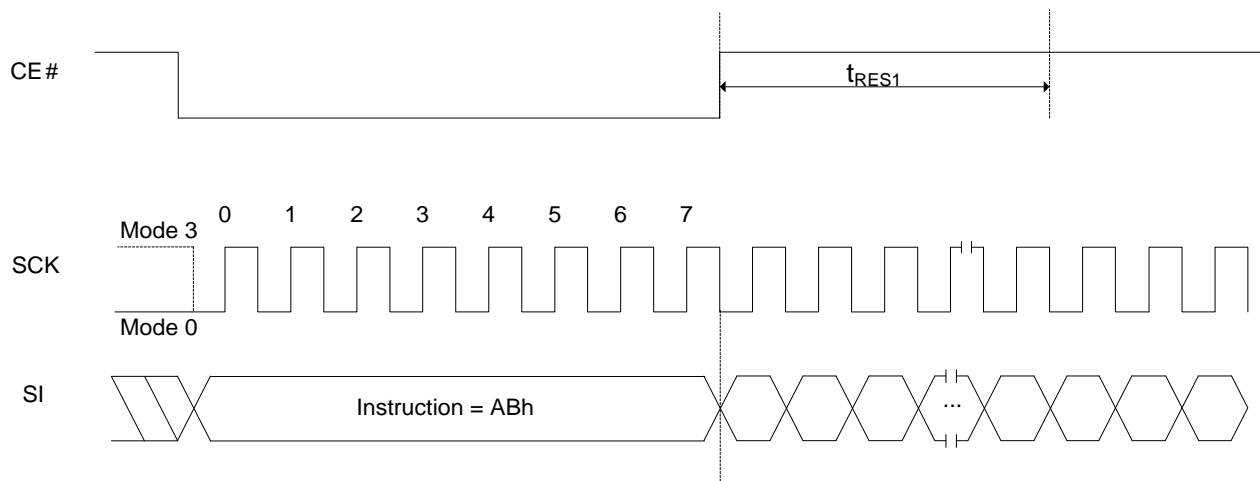 CE#
tRES1
0 1 2 3 4 5 6 7
Mode 3
SCK
Mode 0
SI
Instruction = ABh
...